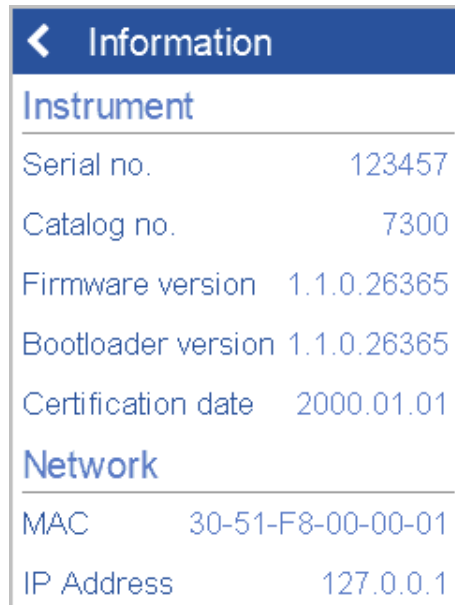 Information
Instrument
Serial no. 123457
Catalog no. 7300
Firmware version 1.1.0.26365
Bootloader version 1.1.0.26365
Certification date 2000.01.01
Network
MAC 30-51-F8-00-00-01
IP Address 127.0.0.1